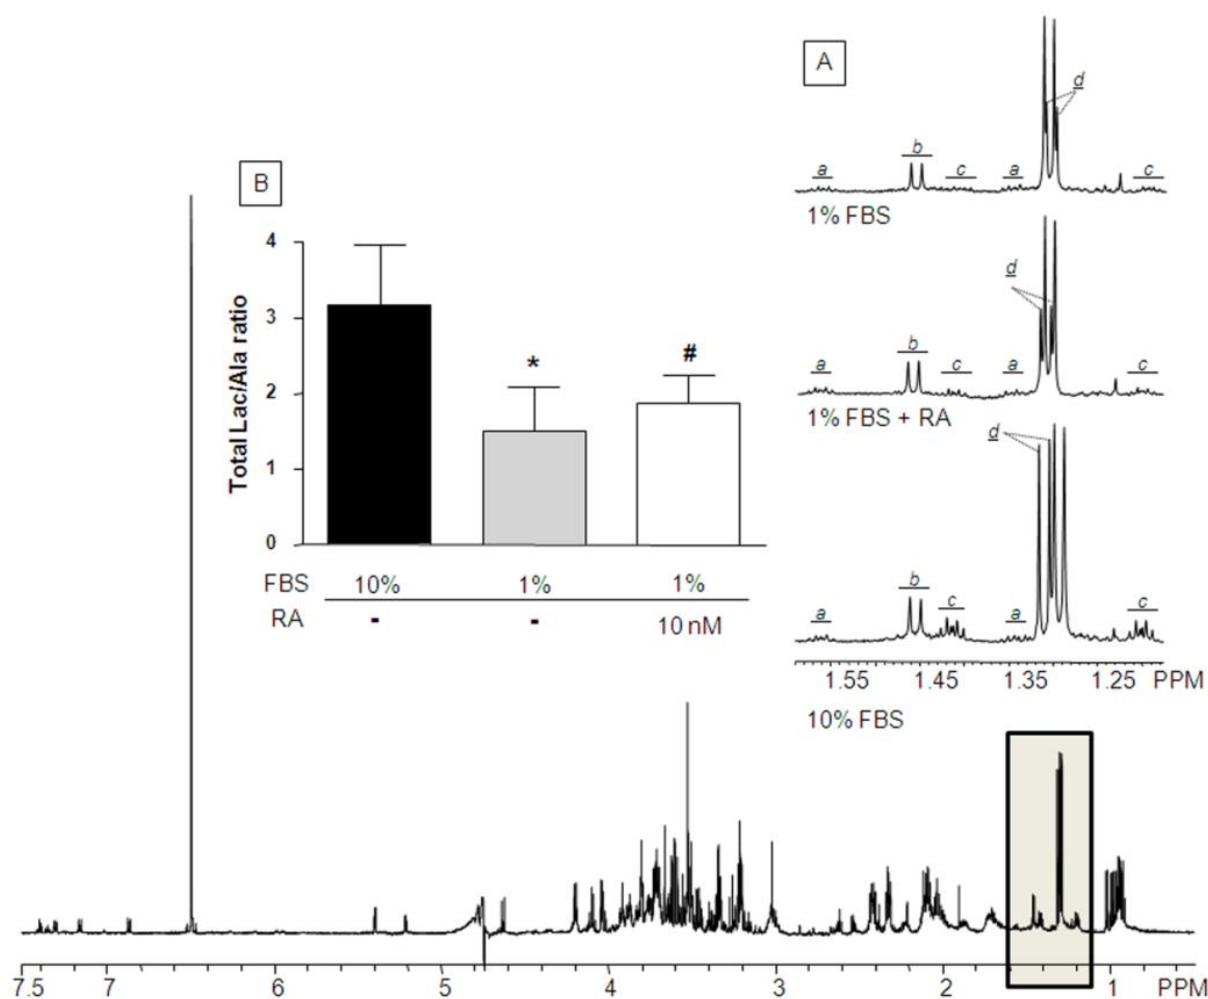 A
d
b
a
c
a
c
1% FBS
d
b
a
c
a
c
1% FBS + RA
d
b
a
c
a
c
1.55 1.45 1.35 1.25 PPM
10% FBS
B
Total Lac/Ala ratio
4
3
2
1
0
*
#
FBS 10% 1% 1%
RA - - 10 nM
7.5 7 6 5 4 3 2 1 PPM